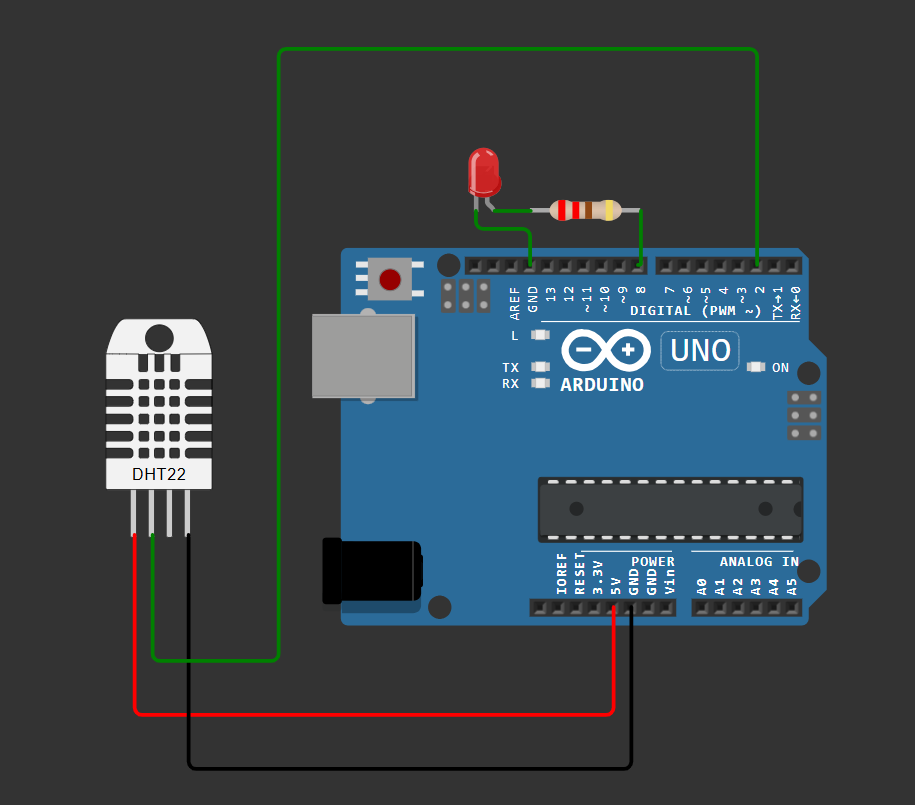 AREF
GND
13
12
~11
~10
~9
8
7
~6
~5
4
~3
2
TX→1
RX←0
DIGITAL (PWM ~)
L
TX
RX
UNO
ON
ARDUINO
DHT22
IOREF
RESET
3.3V
5V
GND
GND
Vin
POWER
ANALOG IN
A0
A1
A2
A3
A4
A5